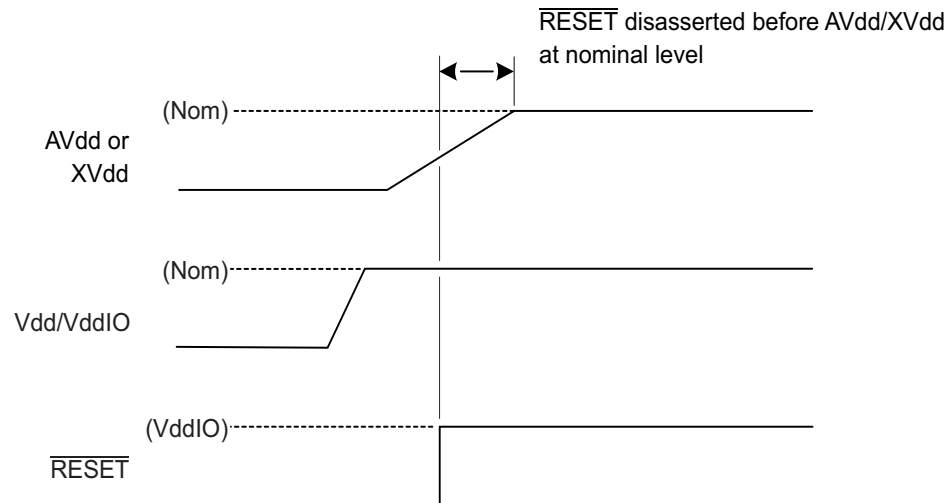 RESET disasserted before AVdd/XVdd
at nominal level
(Nom)
AVdd or
XVdd
(Nom)
Vdd/VddIO
(VddIO)
RESET